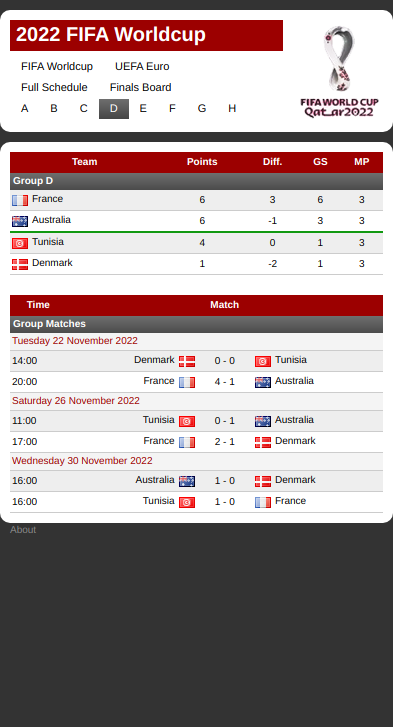 2022 FIFA Worldcup
FIFA Worldcup UEFA Euro
Full Schedule Finals Board
A B C D E F G H
FIFA WORLD CUP
Qatar2022
Team Points Diff. GS MP
Group D
France 6 3 6 3
Australia 6 -1 3 3
Tunisia 4 0 1 3
Denmark 1 -2 1 3
Time Match
Group Matches
Tuesday 22 November 2022
14:00 Denmark 0 - 0 Tunisia
20:00 France 4 - 1 Australia
Saturday 26 November 2022
11:00 Tunisia 0 - 1 Australia
17:00 France 2 - 1 Denmark
Wednesday 30 November 2022
16:00 Australia 1 - 0 Denmark
16:00 Tunisia 1 - 0 France
About